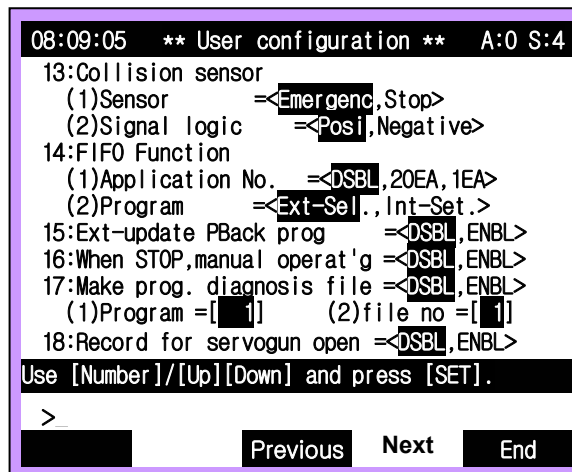 08:09:05 ** User configuration ** A:0 S:4
13:Collision sensor
(1)Sensor =<Emergenc,Stop>
(2)Signal logic =<Posi,Negative>
14:FIFO Function
(1)Application No. =<DSBL,20EA,1EA>
(2)Program =<Ext-Sel.,Int-Set.>
15:Ext-update PBack prog =<DSBL,ENBL>
16:When STOP,manual operat'g =<DSBL,ENBL>
17:Make prog. diagnosis file =<DSBL,ENBL>
(1)Program =[ 1] (2)file no =[ 1]
18:Record for servogun open =<DSBL,ENBL>
Use [Number]/[Up][Down] and press [SET].
>_
Previous Next End